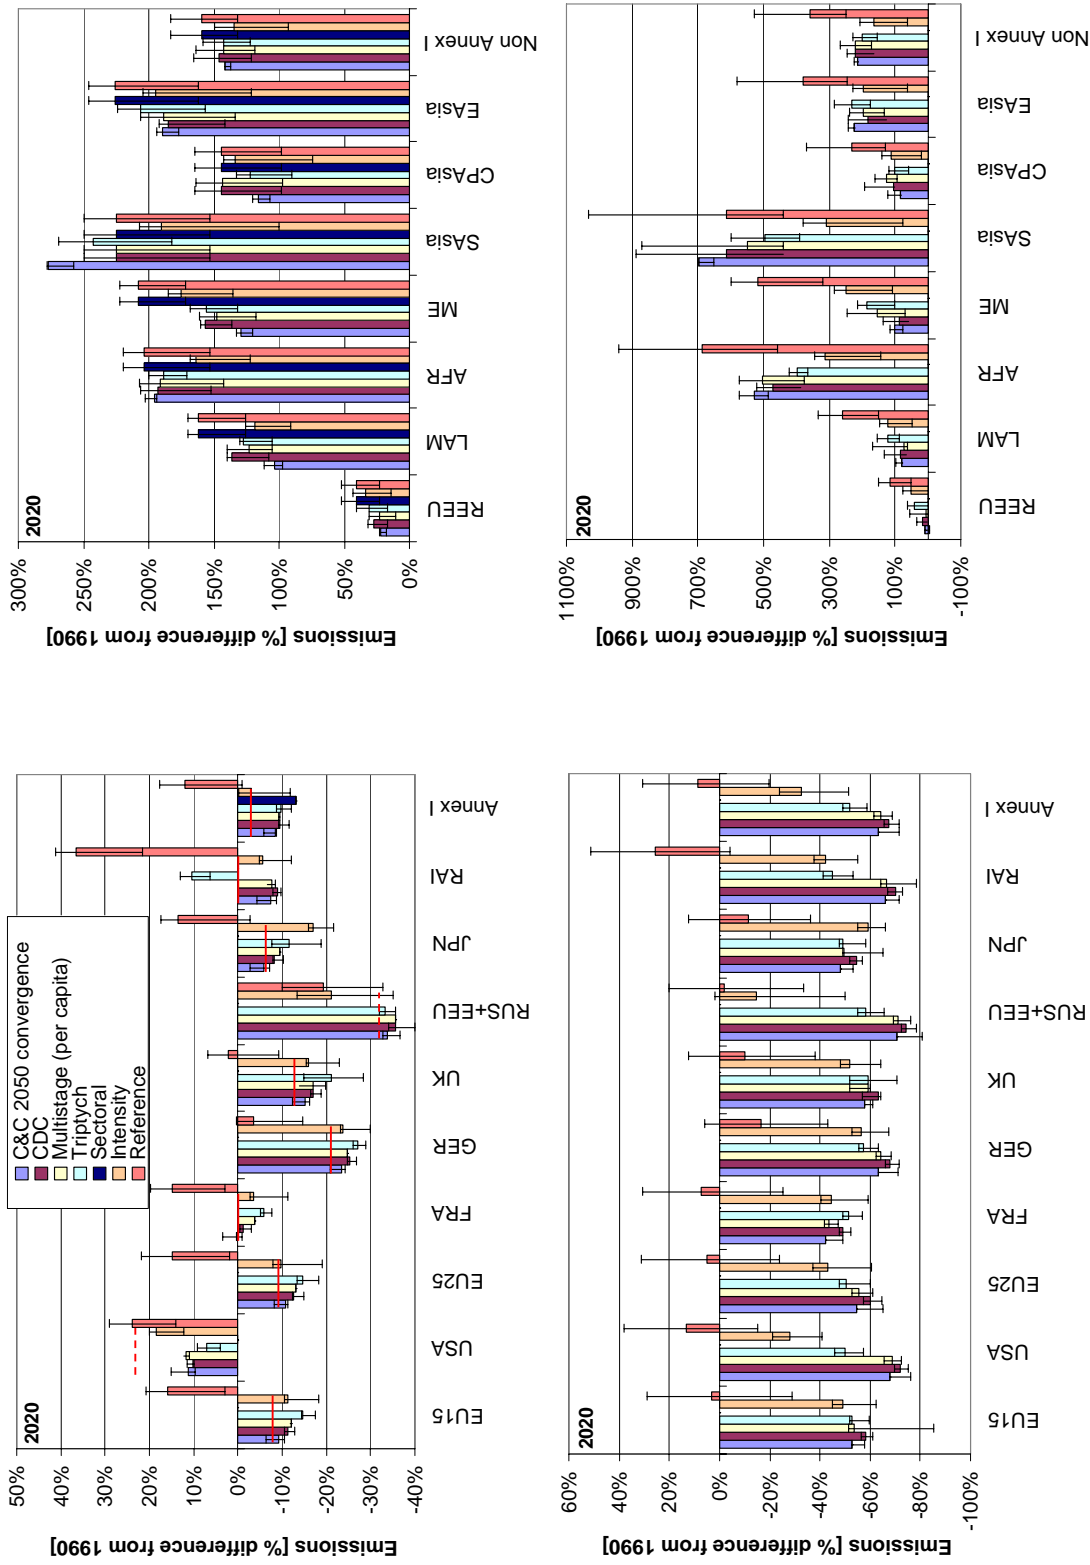 2020
300%
250%
200%
150%
100%
50%
0%
Emissions [% difference from 1990]
REEU
LAM
AFR
ME
SAsia
CPAsia
EAsia
Non Annex I
2020
1100%
900%
700%
500%
300%
100%
-100%
Emissions [% difference from 1990]
REEU
LAM
AFR
ME
SAsia
CPAsia
EAsia
Non Annex I
2020
C&C 2050 convergence
CDC
Multistage (per capita)
Triptych
Sectoral
Intensity
Reference
50%
40%
30%
20%
10%
0%
-10%
-20%
-30%
-40%
Emissions [% difference from 1990]
EU15
USA
EU25
FRA
GER
UK
RUS+EEU
JPN
RAI
Annex I
2020
60%
40%
20%
0%
-20%
-40%
-60%
-80%
-100%
Emissions [% difference from 1990]
EU15
USA
EU25
FRA
GER
UK
RUS+EEU
JPN
RAI
Annex I